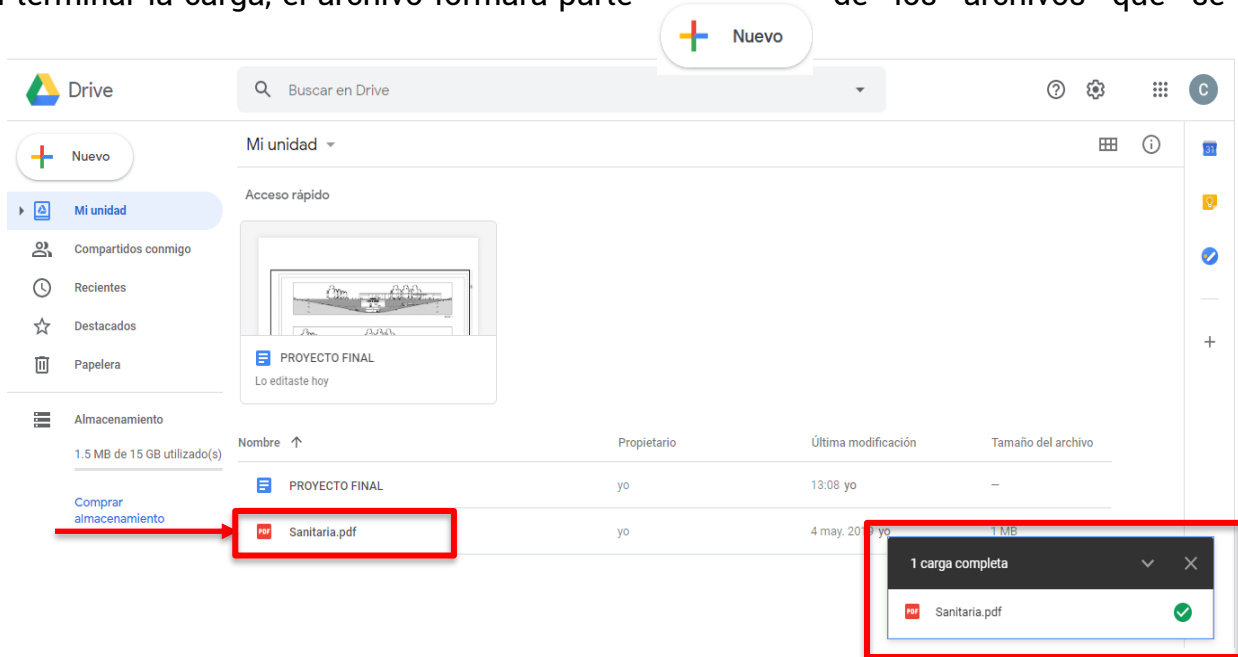 terminar la carga, el archivo formará parte de los archivos que se
Nuevo
Drive
Buscar en Drive
C
Nuevo
Mi unidad
31
Mi unidad
Acceso rápido
Compartidos conmigo
Recientes
Destacados
PROYECTO FINAL
Papelera
Lo editaste hoy
Almacenamiento
1.5 MB de 15 GB utilizado(s)
Nombre Propietario Última modificación Tamaño del archivo
PROYECTO FINAL yo 13:08 yo –
Comprar
almacenamiento
PDF Sanitaria.pdf yo 4 may. 2019 yo 1 MB
1 carga completa
PDF Sanitaria.pdf